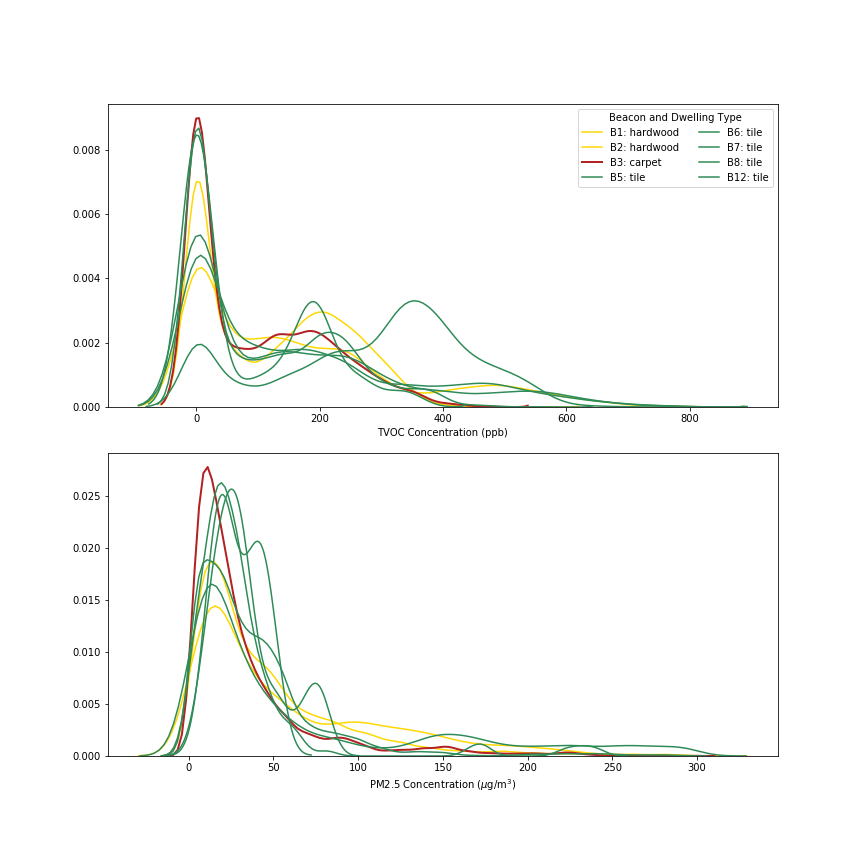 Beacon and Dwelling Type
B1: hardwood B6: tile
B2: hardwood B7: tile
B3: carpet B8: tile
B5: tile B12: tile
0.008
0.006
0.004
0.002
0.000
0 200 400 600 800
TVOC Concentration (ppb)
0.025
0.020
0.015
0.010
0.005
0.000
0 50 100 150 200 250 300
PM2.5 Concentration (μg/m³)